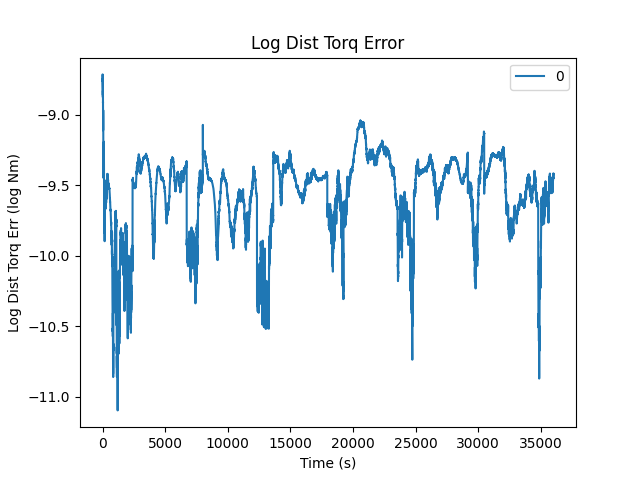 Log Dist Torq Error
0
Log Dist Torq Err (log Nm)
−9.0
−9.5
−10.0
−10.5
−11.0
0 5000 10000 15000 20000 25000 30000 35000
Time (s)